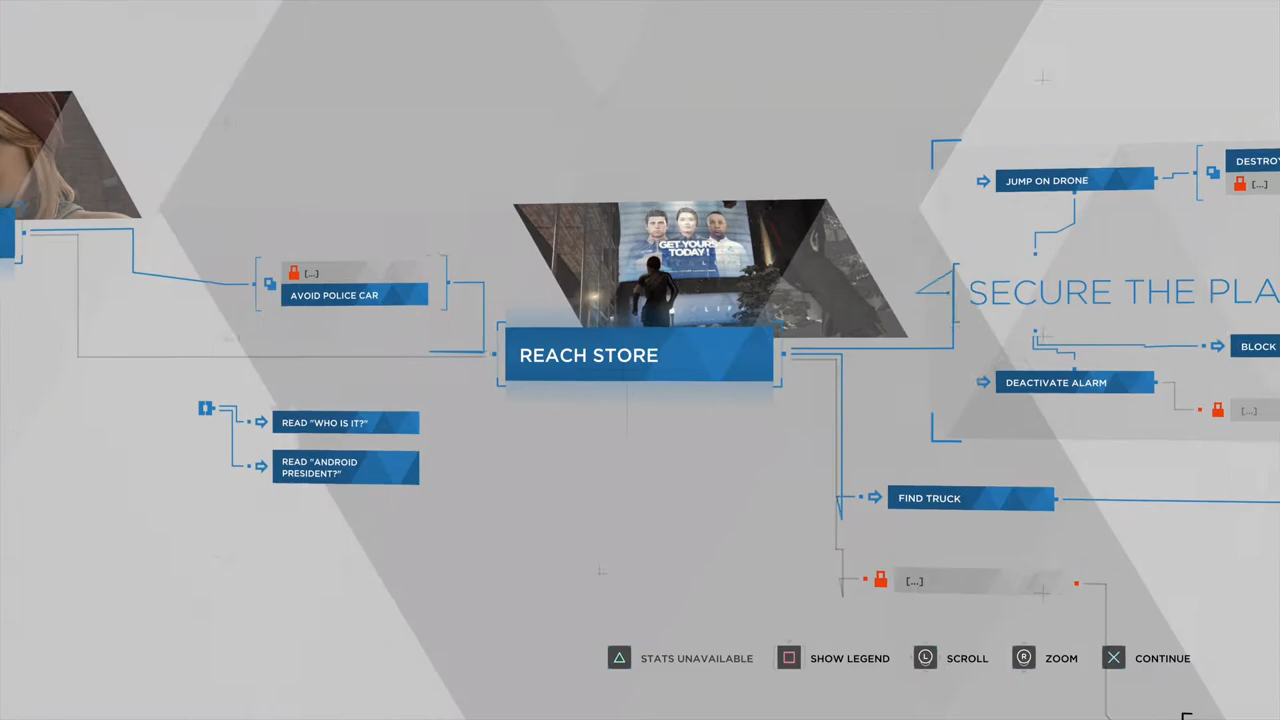 GET YOURS
TODAY!
JUMP ON DRONE
DESTROY
[...]
[...]
AVOID POLICE CAR
SECURE THE PLA
REACH STORE
BLOCK
DEACTIVATE ALARM
[...]
READ "WHO IS IT?"
READ "ANDROID
PRESIDENT?"
FIND TRUCK
[...]
STATS UNAVAILABLE
SHOW LEGEND
L
SCROLL
R
ZOOM
CONTINUE